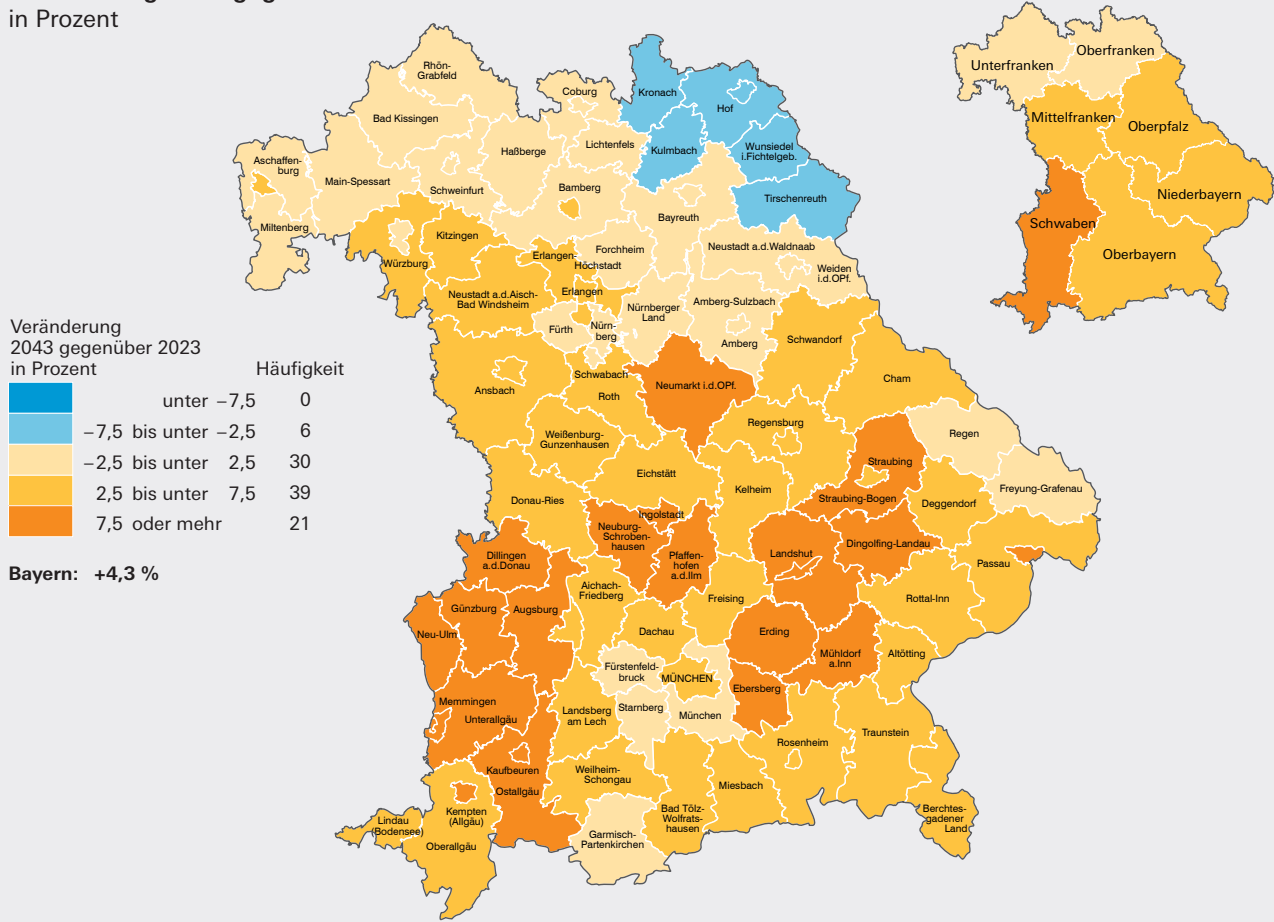 in Prozent
Unterfranken
Oberfranken
Mittelfranken
Oberpfalz
Niederbayern
Schwaben
Oberbayern
Rhön-
Grabfeld
Coburg
Kronach
Hof
Bad Kissingen
Lichtenfels
Kulmbach
Wunsiedel
i.Fichtelgeb.
Haßberge
Aschaffen-
burg
Main-Spessart
Schweinfurt
Bamberg
Tirschenreuth
Bayreuth
Miltenberg
Kitzingen
Würzburg
Erlangen-
Höchstadt
Forchheim
Neustadt a.d.Waldnaab
Weiden
i.d.OPf.
Neustadt a.d.Aisch-
Bad Windsheim
Erlangen
Nürnberger
Land
Amberg-Sulzbach
Fürth
Nürn-
berg
Amberg
Schwandorf
Ansbach
Schwabach
Roth
Neumarkt i.d.OPf.
Cham
Weißenburg-
Gunzenhausen
Regensburg
Regen
Straubing
Eichstätt
Kelheim
Straubing-Bogen
Freyung-Grafenau
Deggendorf
Donau-Ries
Ingolstadt
Neuburg-
Schroben-
hausen
Pfaffen-
hofen
a.d.Ilm
Landshut
Dingolfing-Landau
Passau
Dillingen
a.d.Donau
Aichach-
Friedberg
Freising
Rottal-Inn
Günzburg
Augsburg
Neu-Ulm
Dachau
Erding
Mühldorf
a.Inn
Altötting
Fürstenfeld-
bruck
MÜNCHEN
Ebersberg
Memmingen
Unterallgäu
Landsberg
am Lech
Starnberg
München
Rosenheim
Traunstein
Kaufbeuren
Ostallgäu
Weilheim-
Schongau
Miesbach
Bad Tölz-
Wolfrats-
hausen
Berchtes-
gadener
Land
Kempten
(Allgäu)
Lindau
(Bodensee)
Oberallgäu
Garmisch-
Partenkirchen
Veränderung
2043 gegenüber 2023
in Prozent Häufigkeit
unter −7,5 0
−7,5 bis unter −2,5 6
−2,5 bis unter 2,5 30
2,5 bis unter 7,5 39
7,5 oder mehr 21
Bayern: +4,3 %